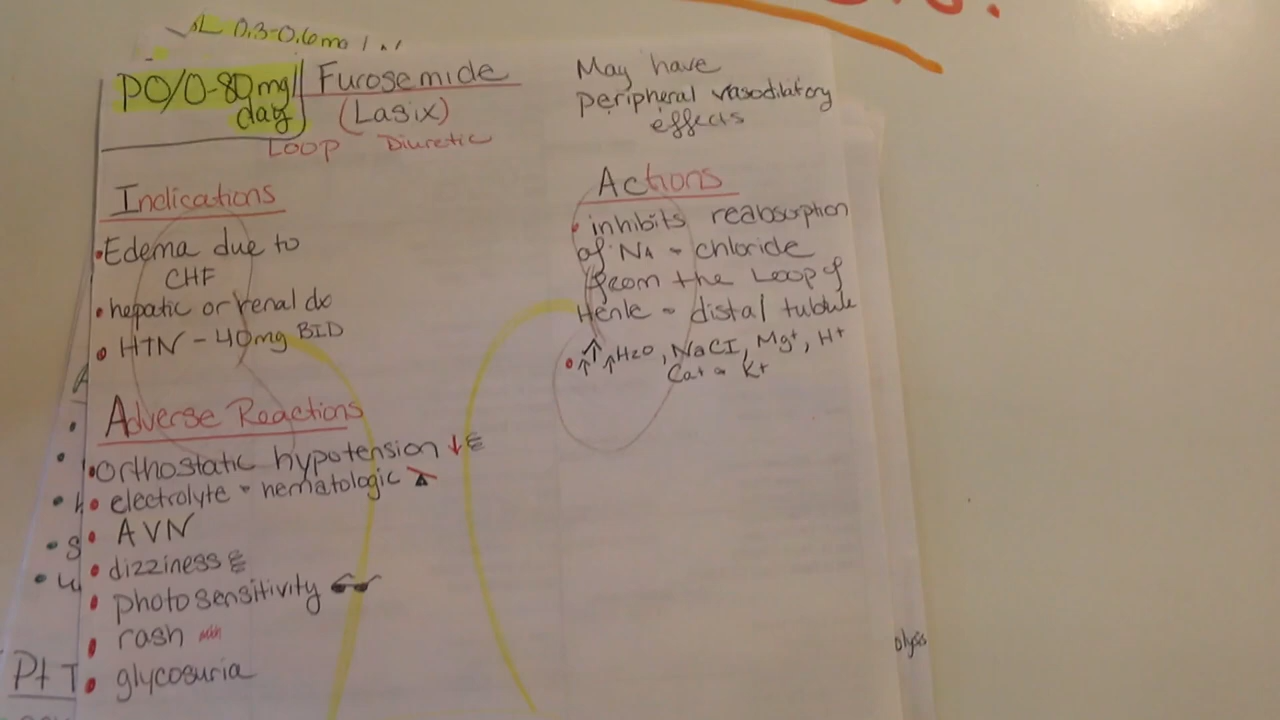 0.3-0.6mg
PO/0-80mg/
day
Furosemide
(Lasix)
Loop Diuretic
May have
peripheral vasodilatory
effects
Indications
•Edema due to
CHF
•hepatic or renal dx
•HTN - 40mg BID
Adverse Reactions
•orthostatic hypotension ↓
•electrolyte - hematologic
•AVN
•dizziness
•photosensitivity
•rash
•glycosuria
Actions
•inhibits reabsorption
of Na - chloride
from the Loop of
Henle - distal tubule
•↑↑↑H2O, NaCl, Mg+, H+
Ca+ - K+
Pt T
olysis